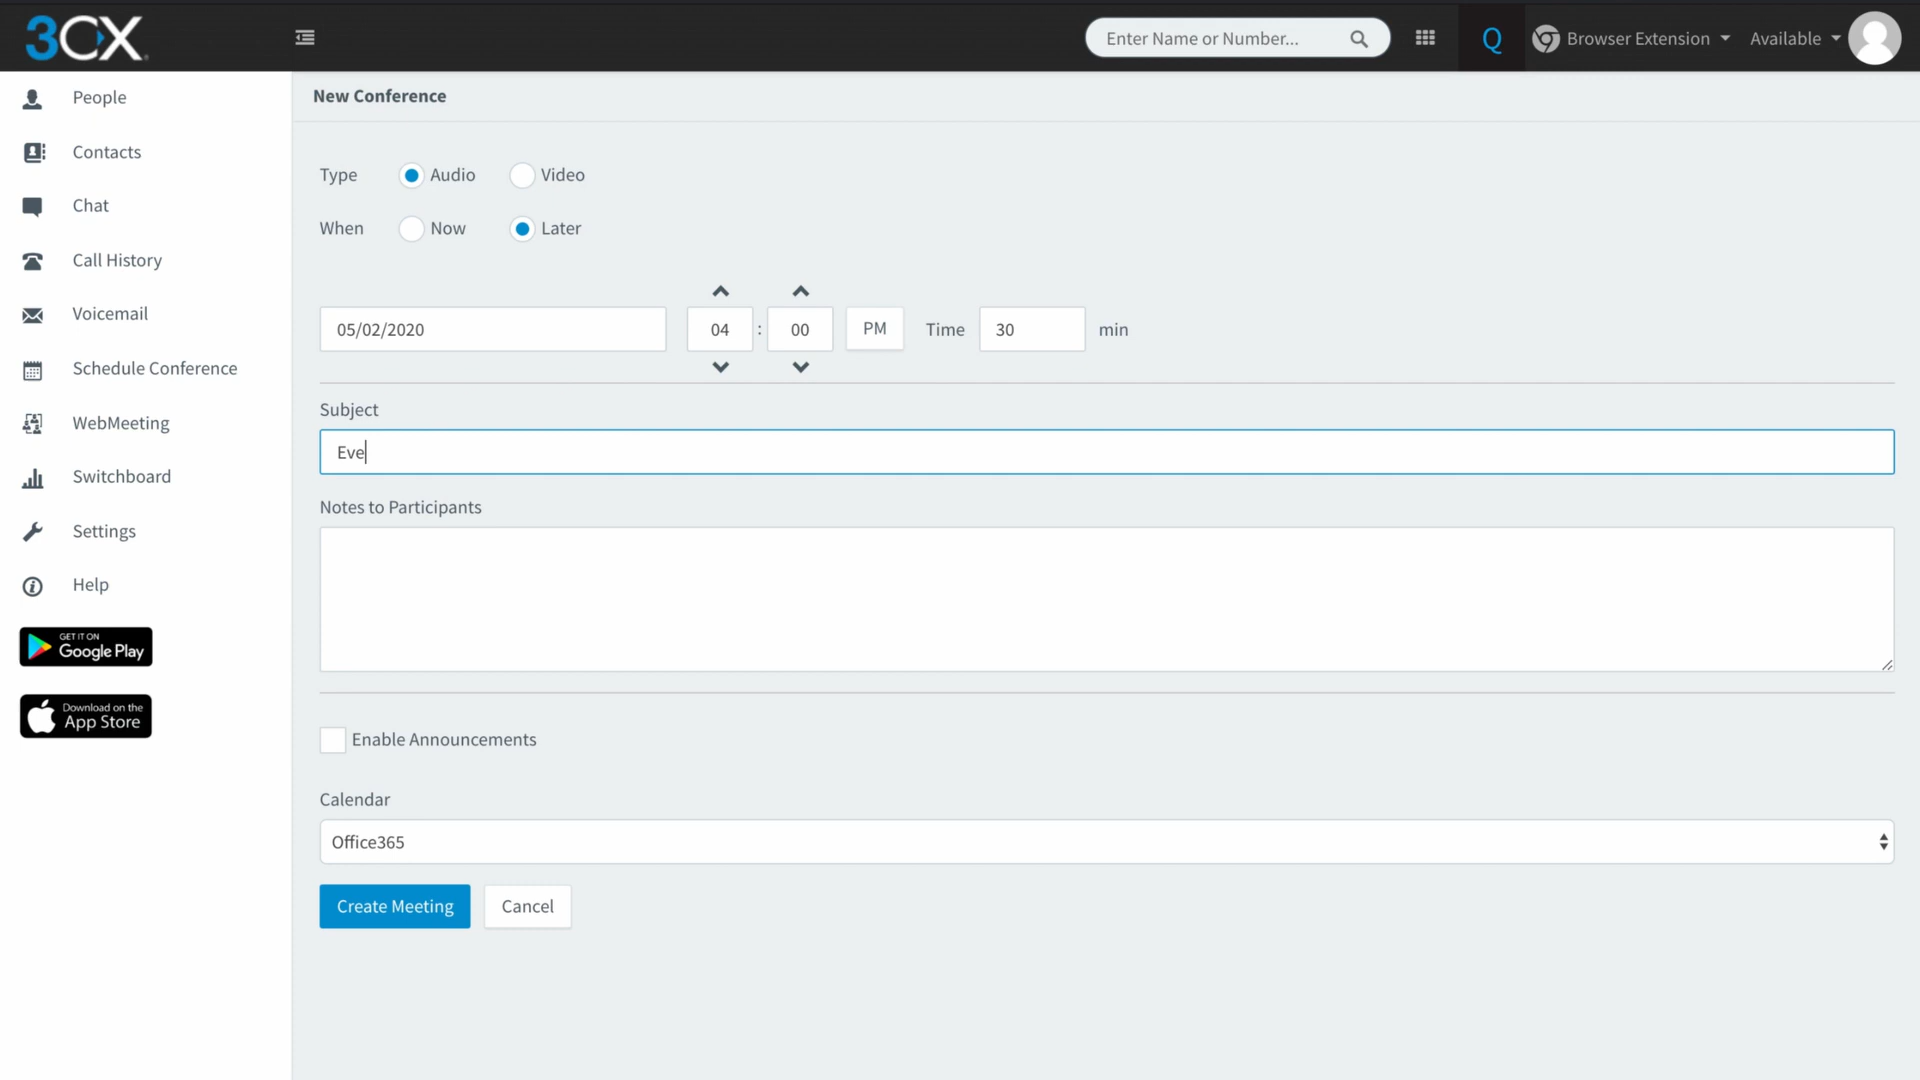 3CX
Enter Name or Number...
Q
Browser Extension
Available
People
Contacts
Chat
Call History
Voicemail
Schedule Conference
WebMeeting
Switchboard
Settings
Help
GET IT ON
Google Play
Download on the
App Store
New Conference
Type Audio Video
When Now Later
05/02/2020 04 : 00 PM Time 30 min
Subject
Eve
Notes to Participants
Enable Announcements
Calendar
Office365
Create Meeting Cancel